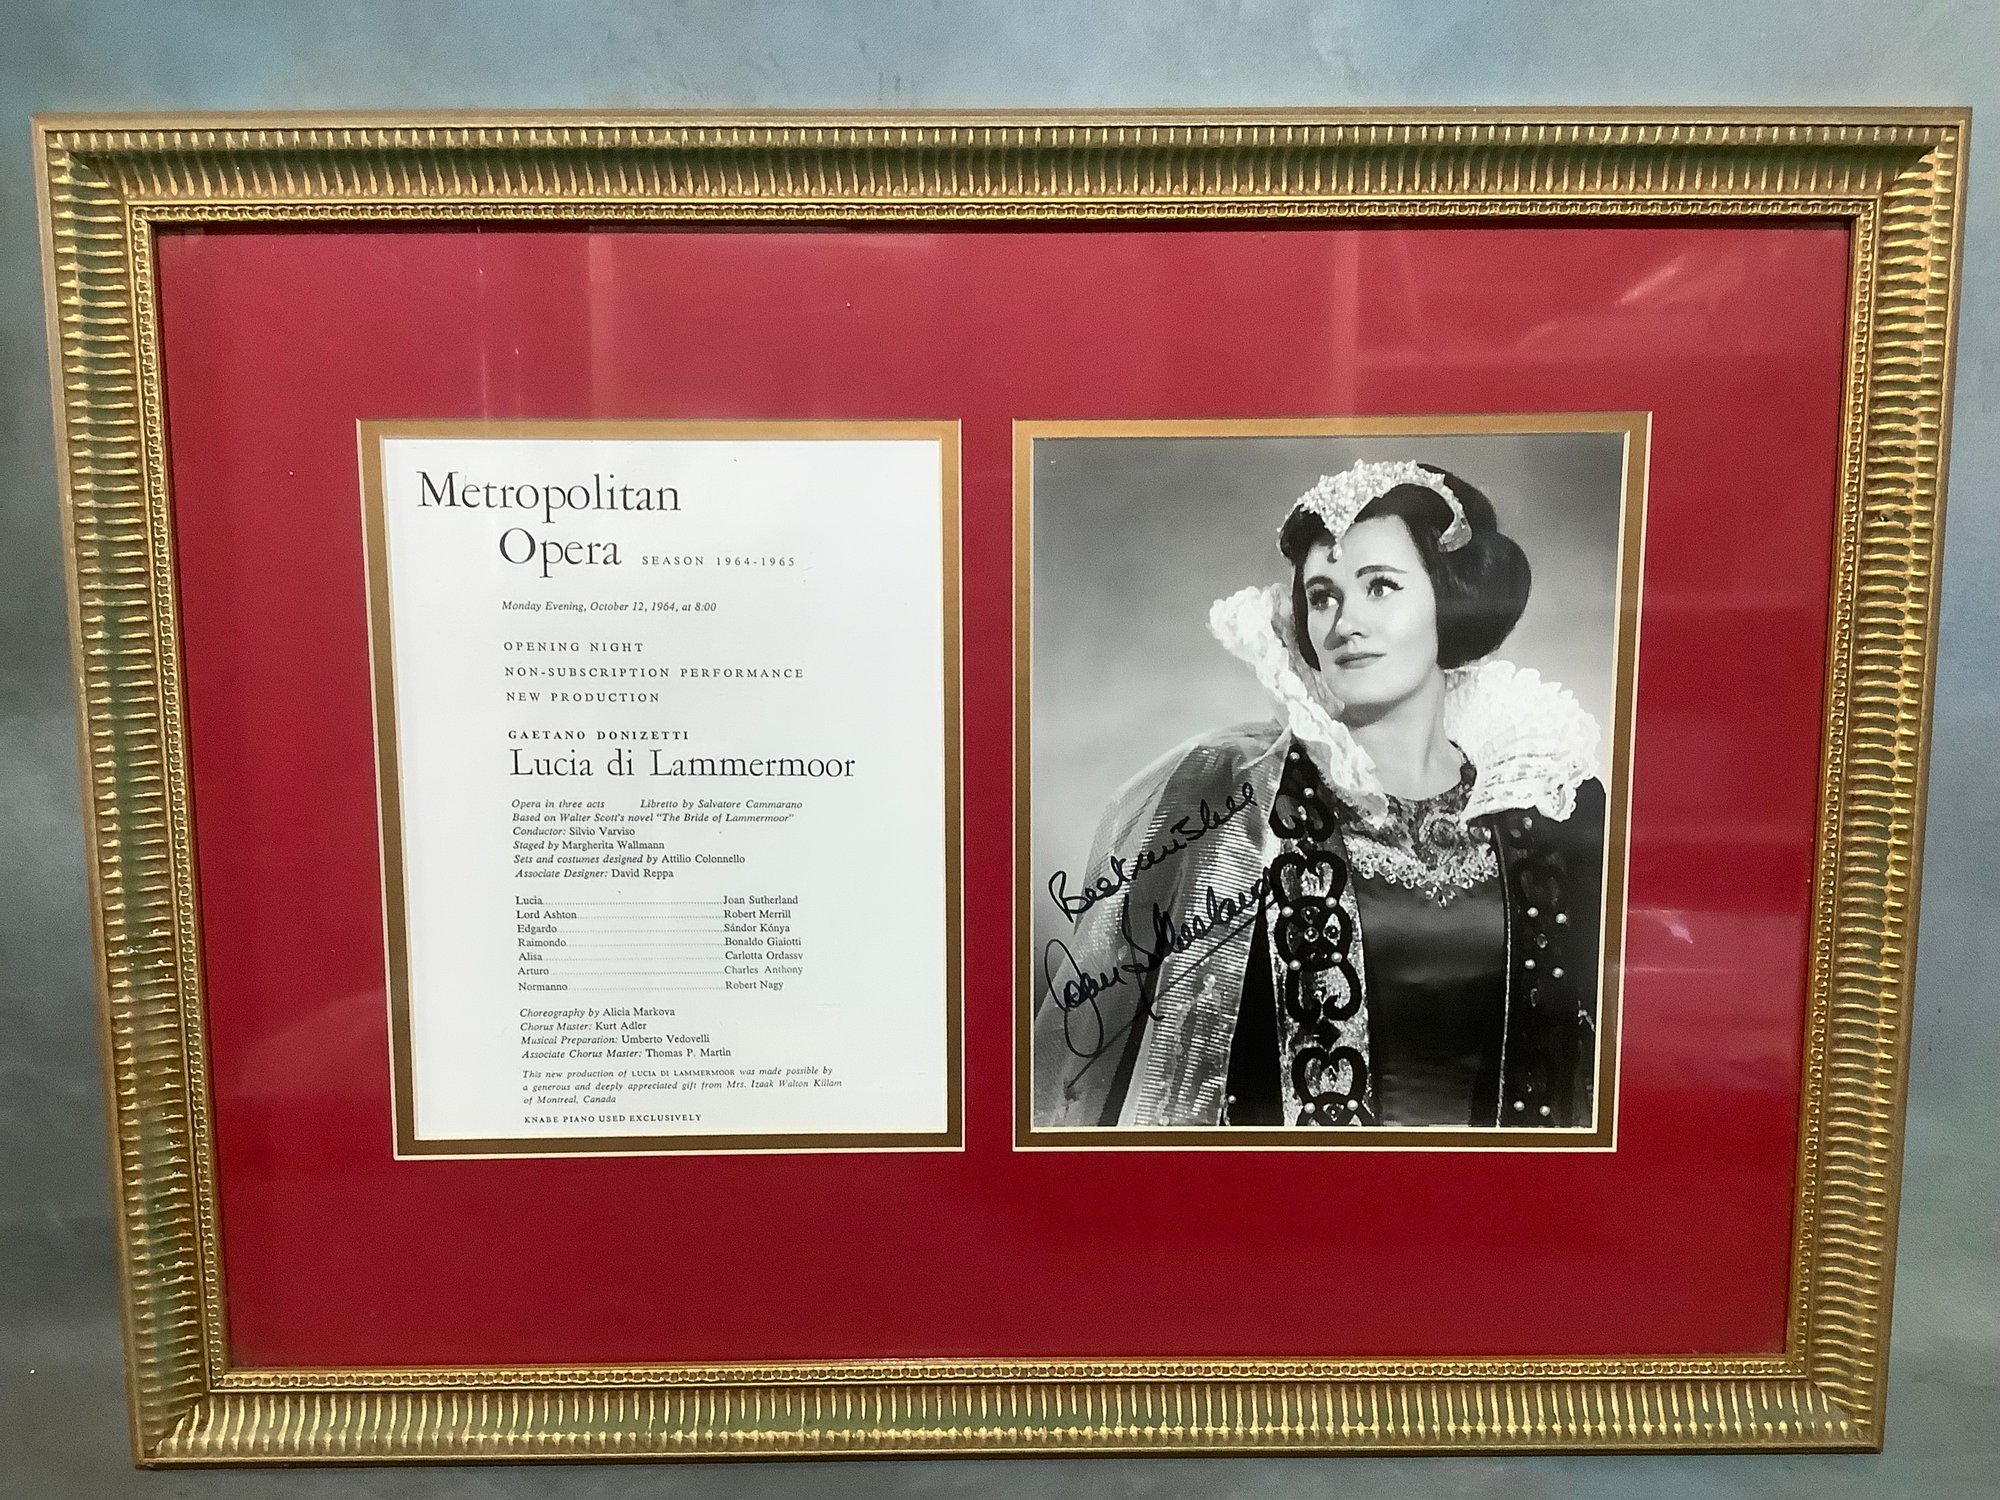 Metropolitan
Opera SEASON 1964-1965
Monday Evening, October 12, 1964, at 8:00
OPENING NIGHT
NON-SUBSCRIPTION PERFORMANCE
NEW PRODUCTION
GAETANO DONIZETTI
Lucia di Lammermoor
Opera in three acts Libretto by Salvatore Cammarano
Based on Walter Scott's novel "The Bride of Lammermoor"
Conductor: Silvio Varviso
Staged by Margherita Wallmann
Sets and costumes designed by Attilio Colonnello
Associate Designer: David Reppa
Lucia Joan Sutherland
Lord Ashton Robert Merrill
Edgardo Sándor Kónya
Raimondo Bonaldo Giaiotti
Alisa Carlotta Ordassy
Arturo Charles Anthony
Normanno Robert Nagy
Choreography by Alicia Markova
Chorus Master: Kurt Adler
Musical Preparation: Umberto Vedovelli
Associate Chorus Master: Thomas P. Martin
This new production of LUCIA DI LAMMERMOOR was made possible by
a generous and deeply appreciated gift from Mrs. Izaak Walton Killam
of Montreal, Canada
KNABE PIANO USED EXCLUSIVELY
Best wishes
Joan Sutherland